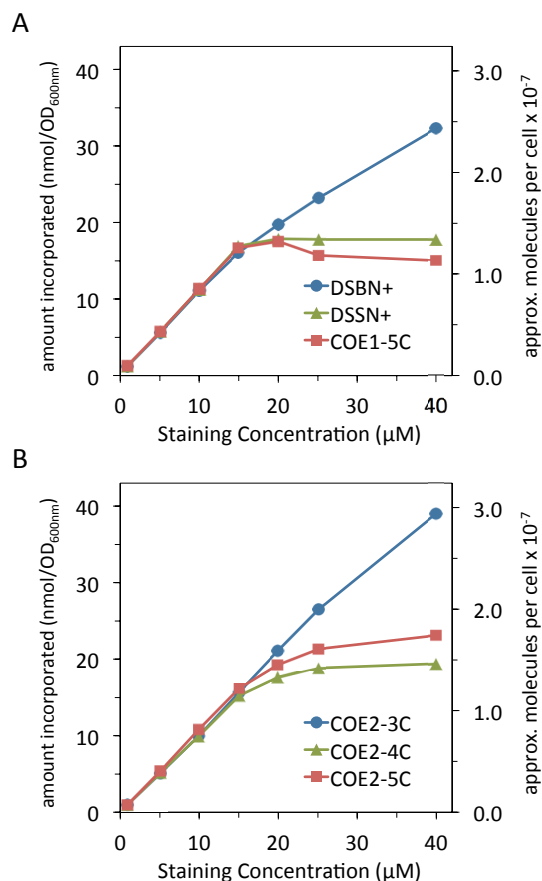 A
amount incorporated (nmol/OD600nm)
40
30
20
10
0
3.0
2.0
1.0
0.0
approx. molecules per cell x 10-7
DSBN+
DSSN+
COE1-5C
0 10 20 30 40
Staining Concentration (μM)
B
amount incorporated (nmol/OD600nm)
40
30
20
10
0
3.0
2.0
1.0
0.0
approx. molecules per cell x 10-7
COE2-3C
COE2-4C
COE2-5C
0 10 20 30 40
Staining Concentration (μM)